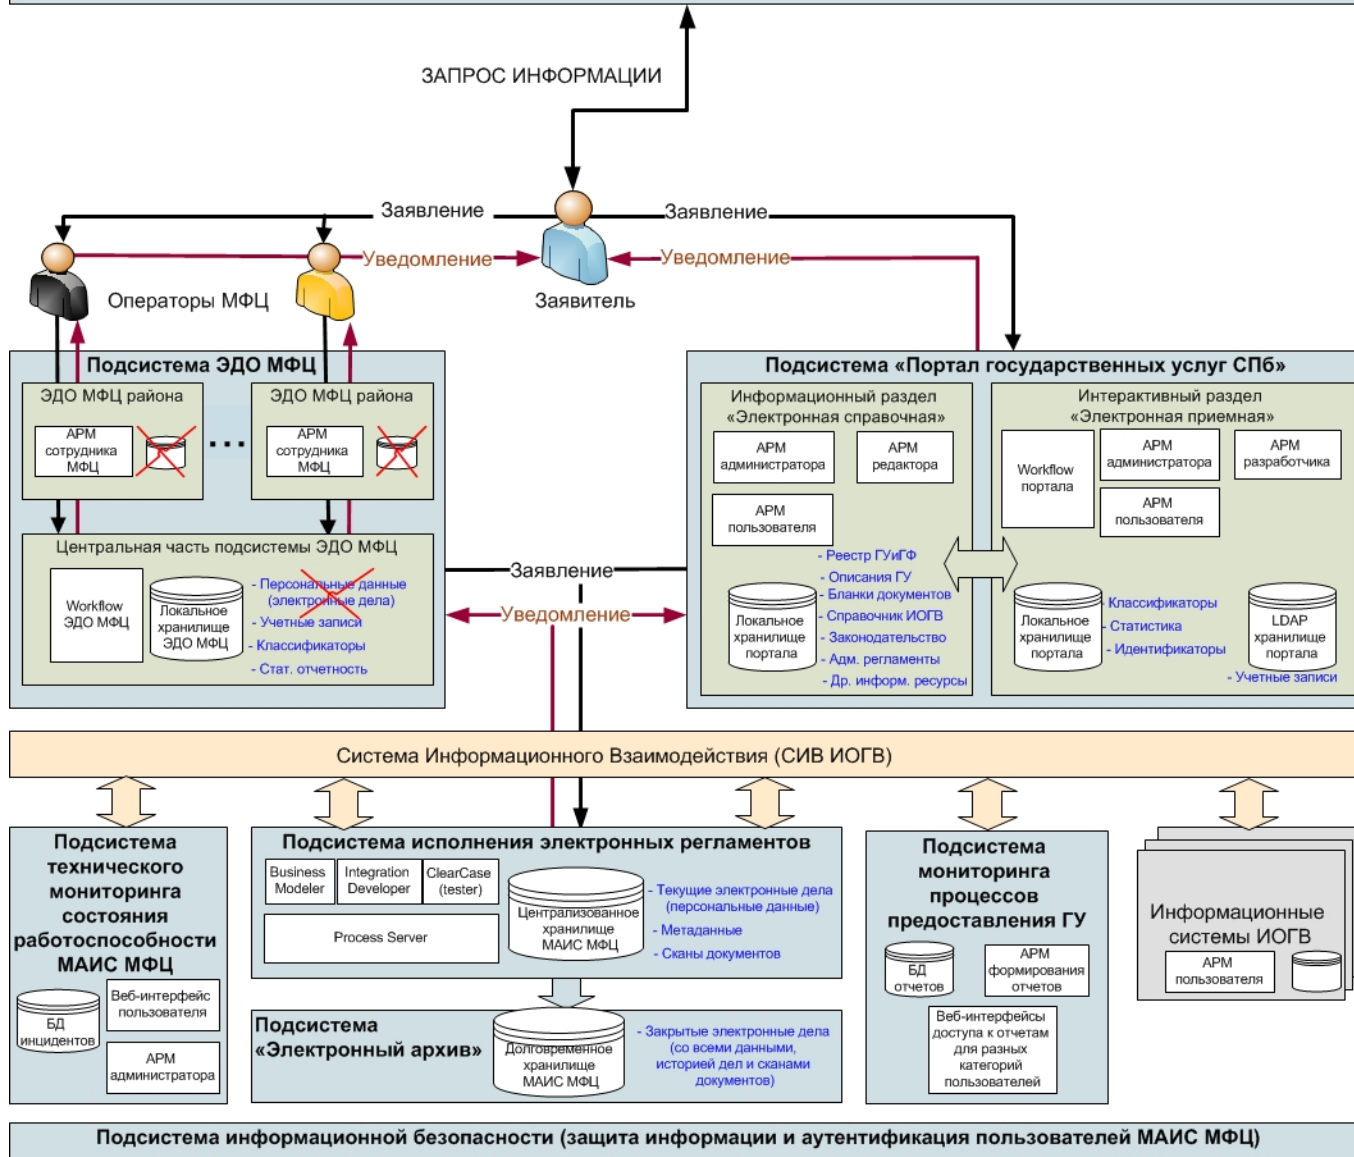 ЗАПРОС ИНФОРМАЦИИ
Заявление
Заявление
Уведомление
Уведомление
Операторы МФЦ
Заявитель
Подсистема ЭДО МФЦ
ЭДО МФЦ района
АРМ
сотрудника
МФЦ
...
ЭДО МФЦ района
АРМ
сотрудника
МФЦ
Центральная часть подсистемы ЭДО МФЦ
Workflow
ЭДО МФЦ
Локальное
хранилище
ЭДО МФЦ
- Персональные данные
(электронные дела)
- Учетные записи
- Классификаторы
- Стат. отчетность
Заявление
Уведомление
Подсистема «Портал государственных услуг СПб»
Информационный раздел
«Электронная справочная»
АРМ
администратора
АРМ
редактора
АРМ
пользователя
Локальное
хранилище
портала
- Реестр ГУиГФ
- Описания ГУ
- Бланки документов
- Справочник ИОГВ
- Законодательство
- Адм. регламенты
- Др. информ. ресурсы
Интерактивный раздел
«Электронная приемная»
Workflow
портала
АРМ
администратора
АРМ
разработчика
АРМ
пользователя
Локальное
хранилище
портала
- Классификаторы
- Статистика
- Идентификаторы
LDAP
хранилище
портала
- Учетные записи
Система Информационного Взаимодействия (СИВ ИОГВ)
Подсистема
технического
мониторинга
состояния
работоспособности
МАИС МФЦ
БД
инцидентов
Веб-интерфейс
пользователя
АРМ
администратора
Подсистема исполнения электронных регламентов
Business
Modeler
Integration
Developer
ClearCase
(tester)
Process Server
Централизованное
хранилище
МАИС МФЦ
- Текущие электронные дела
(персональные данные)
- Метаданные
- Сканы документов
Подсистема
«Электронный архив»
Долговременное
хранилище
МАИС МФЦ
- Закрытые электронные дела
(со всеми данными,
историей дел и сканами
документов)
Подсистема
мониторинга
процессов
предоставления ГУ
БД
отчетов
АРМ
формирования
отчетов
Веб-интерфейсы
доступа к отчетам
для разных
категорий
пользователей
Информационные
системы ИОГВ
АРМ
пользователя
Подсистема информационной безопасности (защита информации и аутентификация пользователей МАИС МФЦ)